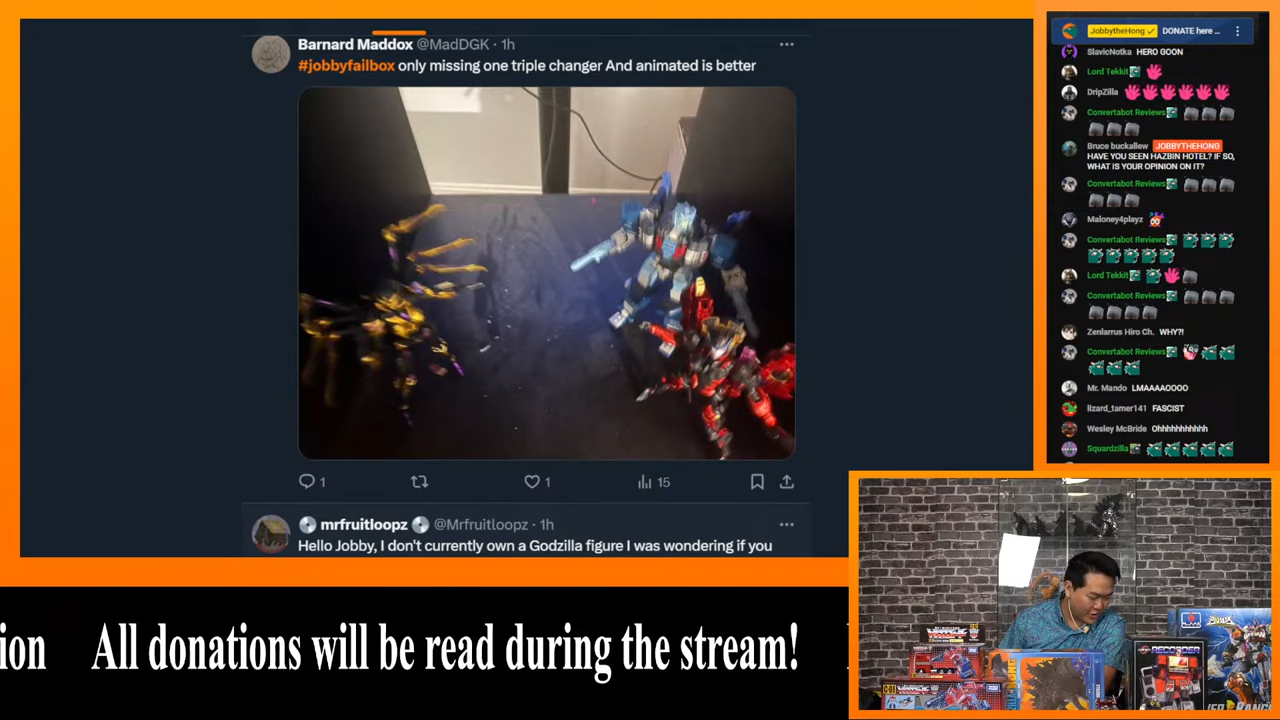 Barnard Maddox @MadDGK · 1h
#jobbyfailbox only missing one triple changer And animated is better
1
1
15
mrfruitloopz @Mrfruitloopz · 1h
Hello Jobby, I don't currently own a Godzilla figure I was wondering if you
JobbytheHong DONATE here ...
SlavicNotka HERO GOON
Lord Tekkit
DripZilla
Convertabot Reviews
Bruce buckallew JOBBYTHEHONG
HAVE YOU SEEN HAZBIN HOTEL? IF SO,
WHAT IS YOUR OPINION ON IT?
Convertabot Reviews
Maloney4playz
Convertabot Reviews
Lord Tekkit
Convertabot Reviews
Zenlarrus Hiro Ch. WHY?!
Convertabot Reviews
Mr. Mando LMAAAAOOOO
lizard_tamer141 FASCIST
Wesley McBride Ohhhhhhhhhh
Squardzilla
ion All donations will be read during the stream!
RECORDER